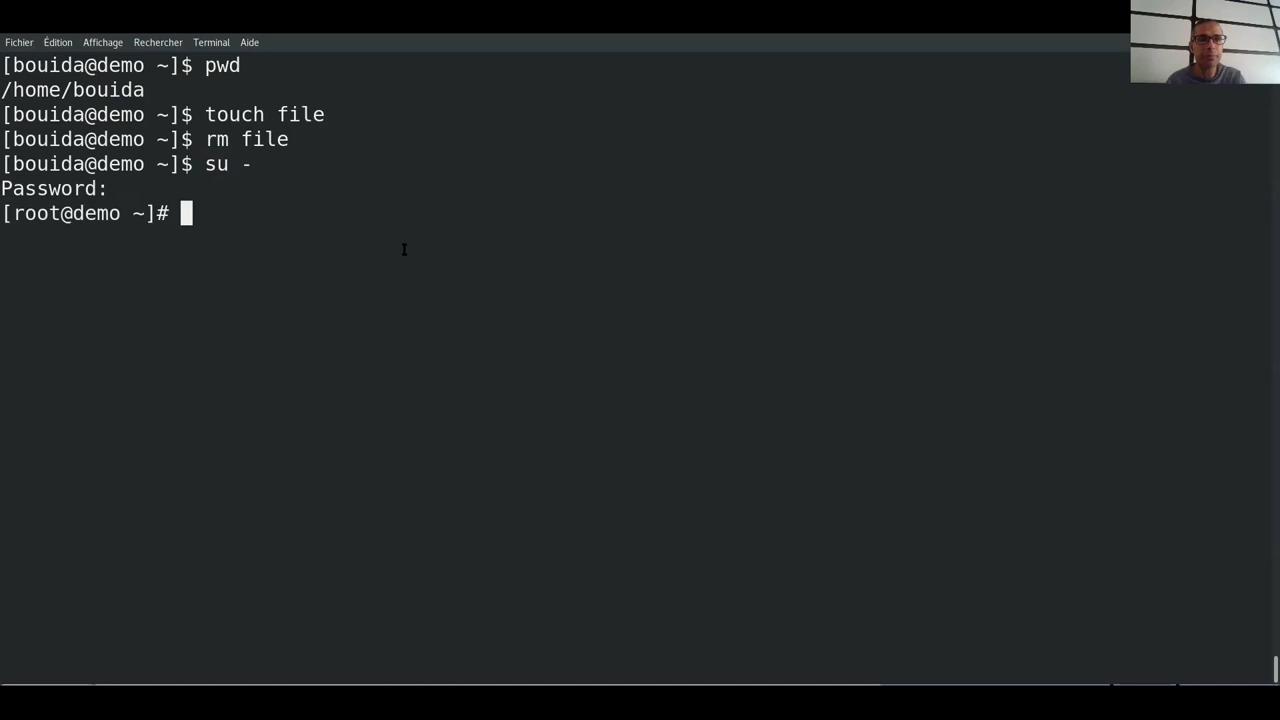 Fichier Édition Affichage Rechercher Terminal Aide
[bouida@demo ~]$ pwd
/home/bouida
[bouida@demo ~]$ touch file
[bouida@demo ~]$ rm file
[bouida@demo ~]$ su -
Password:
[root@demo ~]#